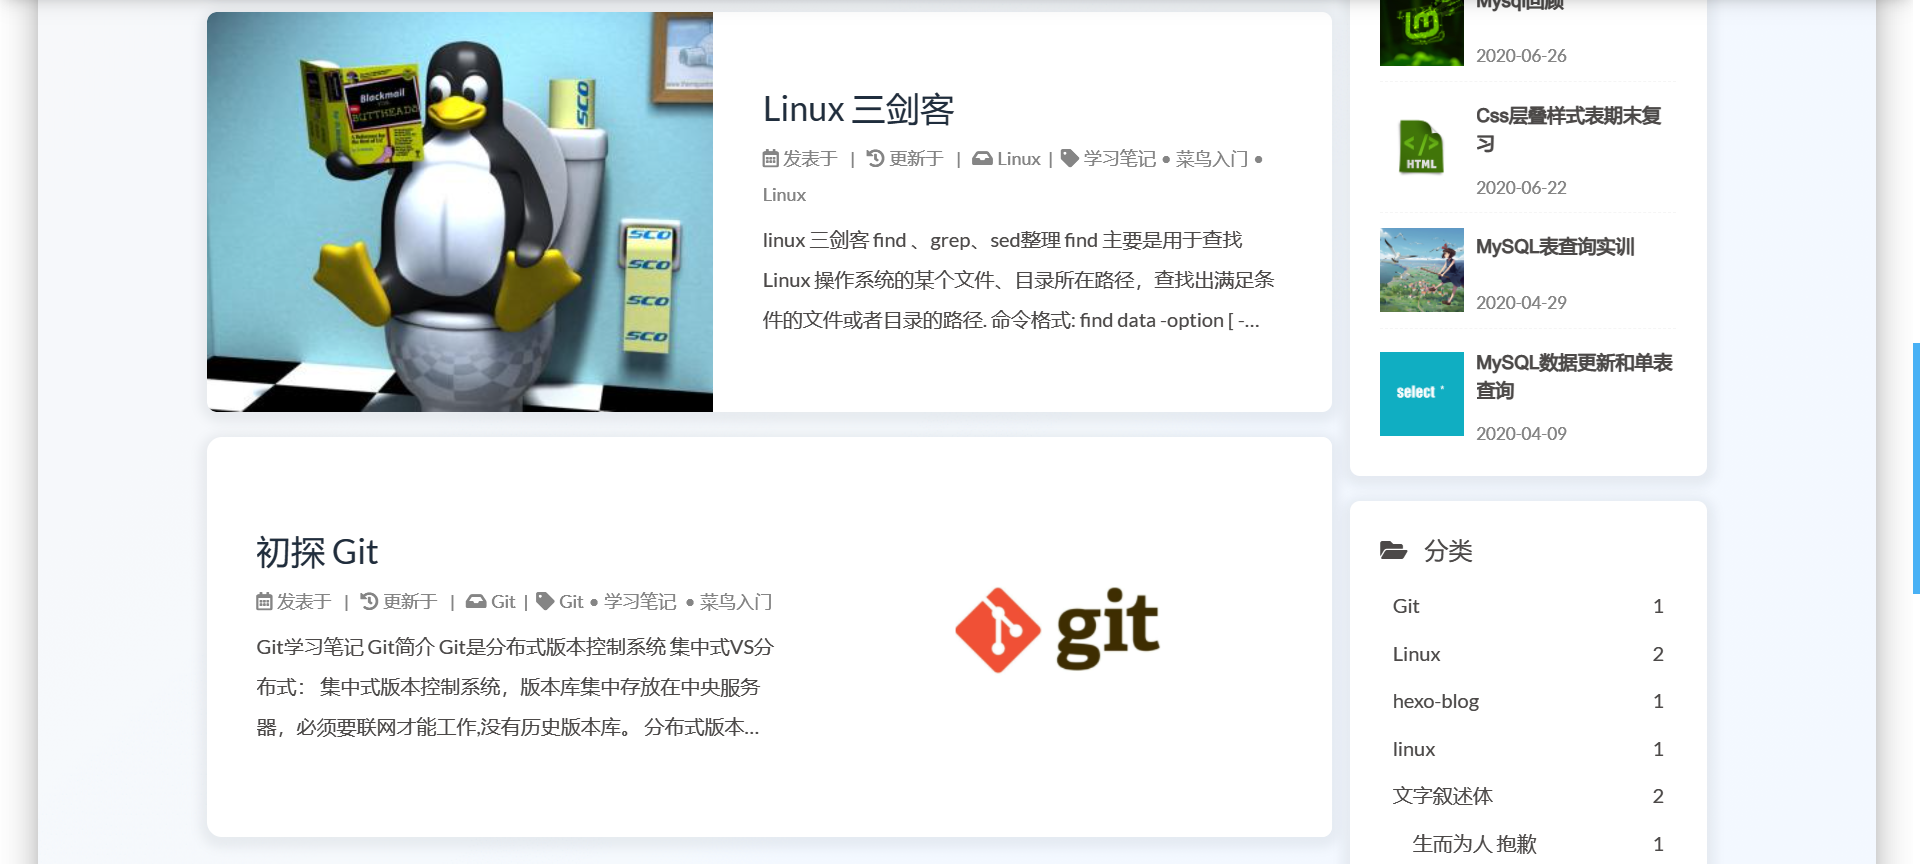 Blackmail
BUTTHEADS
SCO
SCO
SCO
SCO
SCO
Linux 三剑客
发表于 | 更新于 | Linux | 学习笔记 • 菜鸟入门 •
Linux
linux 三剑客 find 、grep、sed整理 find 主要是用于查找
Linux 操作系统的某个文件、目录所在路径，查找出满足条
件的文件或者目录的路径. 命令格式: find data -option [ -...
初探 Git
发表于 | 更新于 | Git | Git • 学习笔记 • 菜鸟入门
Git学习笔记 Git简介 Git是分布式版本控制系统 集中式VS分
布式： 集中式版本控制系统，版本库集中存放在中央服务
器，必须要联网才能工作,没有历史版本库。 分布式版本...
git
Mysql回顾
2020-06-26
HTML
Css层叠样式表期末复
习
2020-06-22
MySQL表查询实训
2020-04-29
select *
MySQL数据更新和单表
查询
2020-04-09
分类
Git 1
Linux 2
hexo-blog 1
linux 1
文字叙述体 2
生而为人 抱歉 1